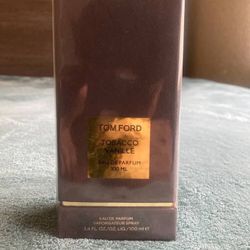 TOM FORD
TOBACCO
VANILLE
EAU DE PARFUM
100 ML
EAU DE PARFUM
VAPORISATEUR SPRAY
3.4 FL.OZ./OZ.LIQ./100 ml ℮